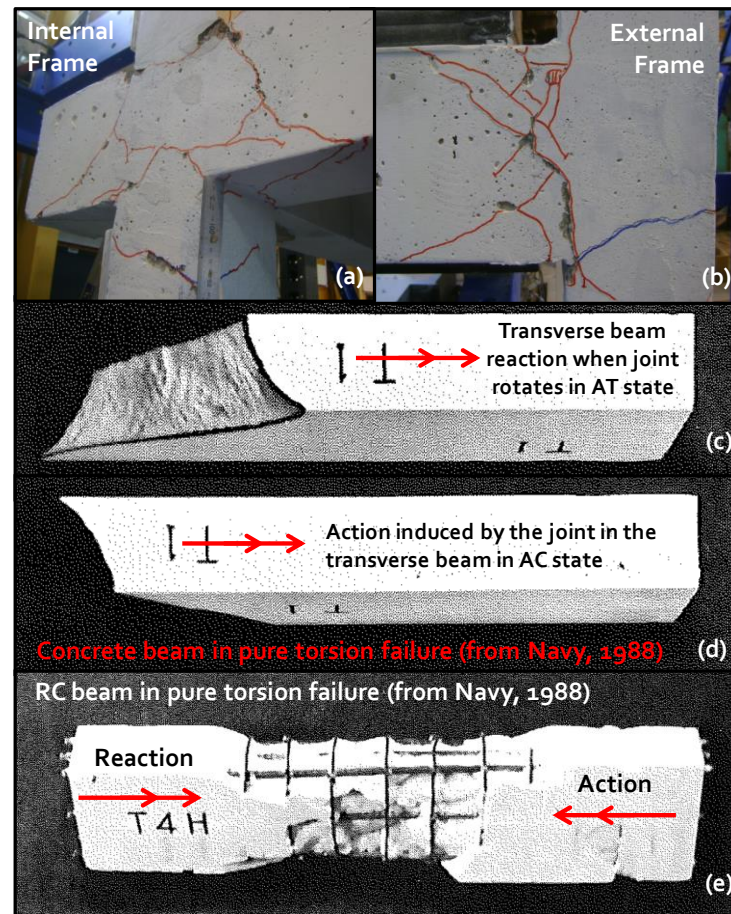 Internal
Frame
External
Frame
(a)
(b)
Transverse beam
reaction when joint
rotates in AT state
1 T
(c)
Action induced by the joint in the
transverse beam in AC state
1 T
Concrete beam in pure torsion failure (from Navy, 1988)
(d)
RC beam in pure torsion failure (from Navy, 1988)
Reaction
Action
T4H
(e)